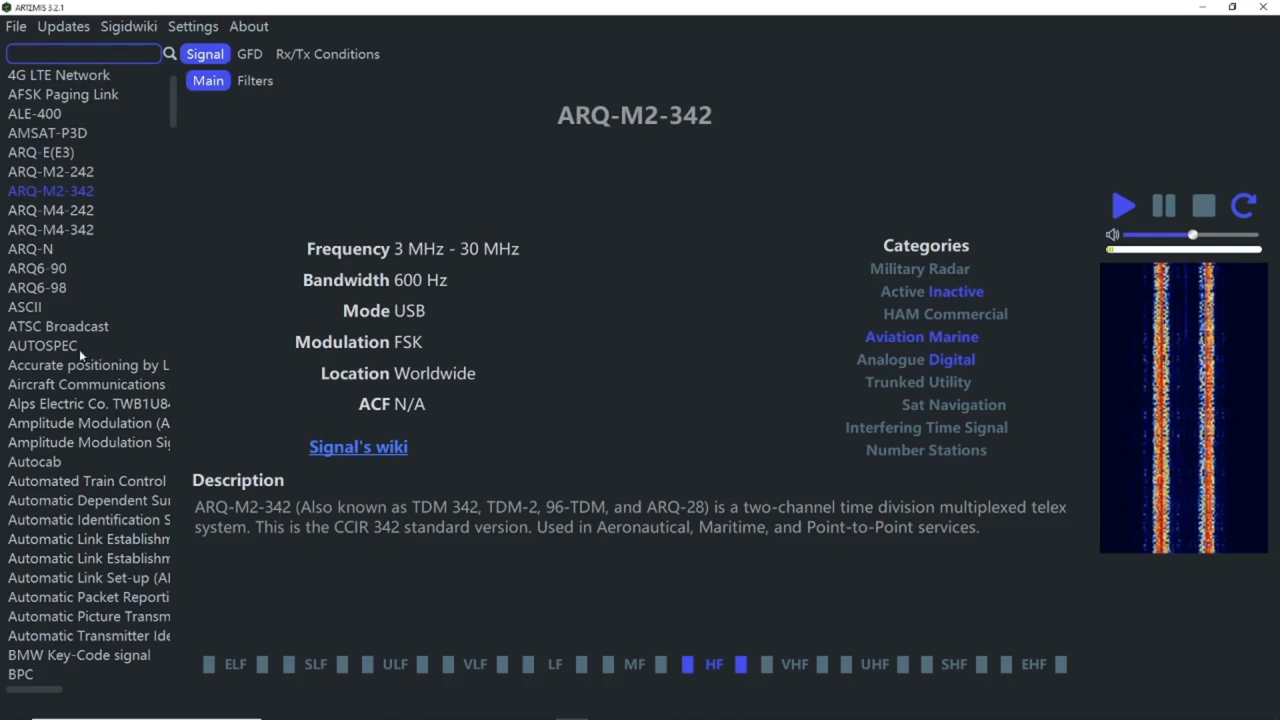 ARTEMIS 3.2.1
File Updates Sigidwiki Settings About
Signal GFD Rx/Tx Conditions
Main Filters
4G LTE Network
AFSK Paging Link
ALE-400
AMSAT-P3D
ARQ-E(E3)
ARQ-M2-242
ARQ-M2-342
ARQ-M4-242
ARQ-M4-342
ARQ-N
ARQ6-90
ARQ6-98
ASCII
ATSC Broadcast
AUTOSPEC
Accurate positioning by L
Aircraft Communications
Alps Electric Co. TWB1U84
Amplitude Modulation (A
Amplitude Modulation Sig
Autocab
Automated Train Control
Automatic Dependent Sur
Automatic Identification S
Automatic Link Establishm
Automatic Link Establishm
Automatic Link Set-up (Al
Automatic Packet Reporti
Automatic Picture Transm
Automatic Transmitter Ide
BMW Key-Code signal
BPC
ARQ-M2-342
Frequency 3 MHz - 30 MHz
Bandwidth 600 Hz
Mode USB
Modulation FSK
Location Worldwide
ACF N/A
Signal's wiki
Categories
Military Radar
Active Inactive
HAM Commercial
Aviation Marine
Analogue Digital
Trunked Utility
Sat Navigation
Interfering Time Signal
Number Stations
Description
ARQ-M2-342 (Also known as TDM 342, TDM-2, 96-TDM, and ARQ-28) is a two-channel time division multiplexed telex
system. This is the CCIR 342 standard version. Used in Aeronautical, Maritime, and Point-to-Point services.
ELF SLF ULF VLF LF MF HF VHF UHF SHF EHF